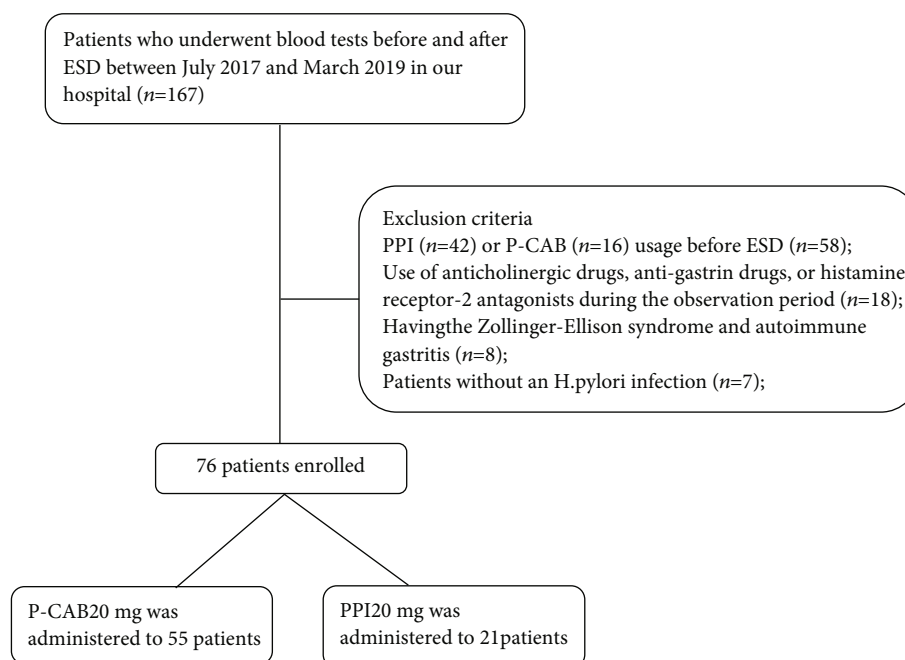 Patients who underwent blood tests before and after
ESD between July 2017 and March 2019 in our
hospital (n=167)
Exclusion criteria
PPI (n=42) or P-CAB (n=16) usage before ESD (n=58);
Use of anticholinergic drugs, anti-gastrin drugs, or histamine
receptor-2 antagonists during the observation period (n=18);
Havingthe Zollinger-Ellison syndrome and autoimmune
gastritis (n=8);
Patients without an H.pylori infection (n=7);
76 patients enrolled
P-CAB20 mg was
administered to 55 patients
PPI20 mg was
administered to 21patients